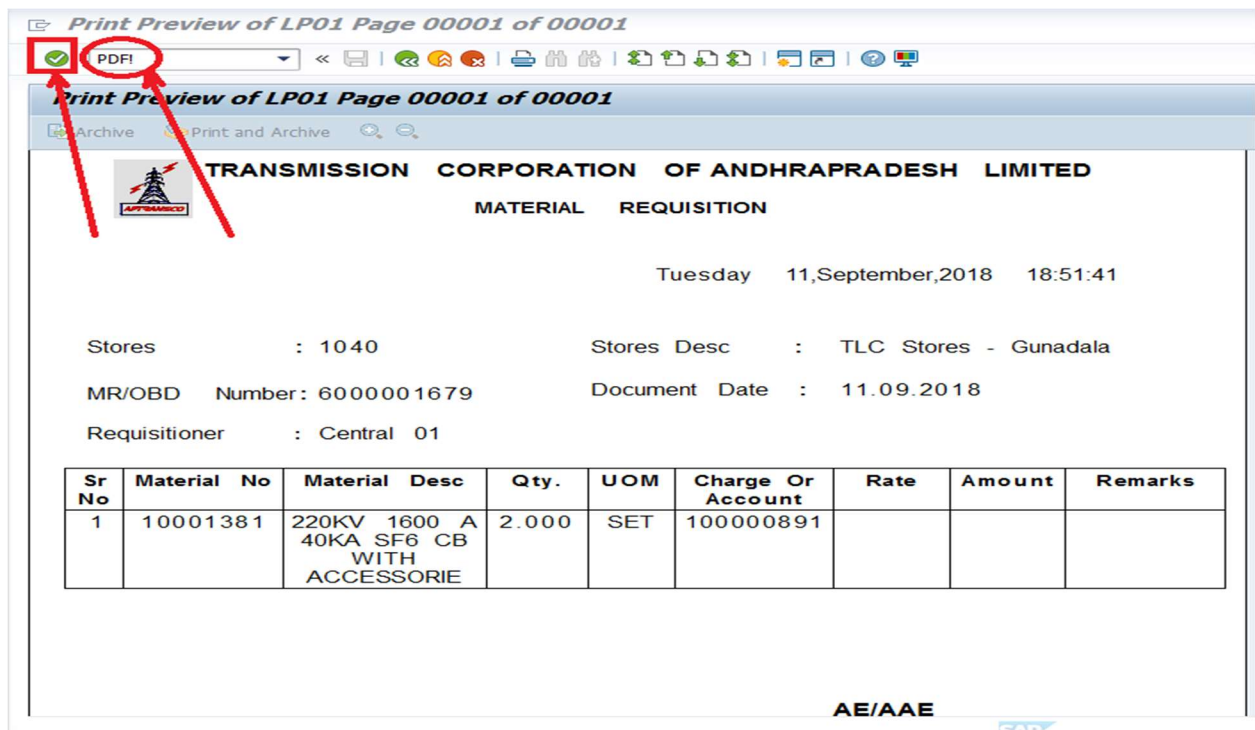 Print Preview of LP01 Page 00001 of 00001
PDF!
Print Preview of LP01 Page 00001 of 00001
Archive Print and Archive
TRANSMISSION CORPORATION OF ANDHRAPRADESH LIMITED
APTRANSCO
MATERIAL REQUISITION
Tuesday 11,September,2018 18:51:41
Stores : 1040 Stores Desc : TLC Stores - Gunadala
MR/OBD Number: 6000001679 Document Date : 11.09.2018
Requisitioner : Central 01
Sr No Material No Material Desc Qty. UOM Charge Or Account Rate Amount Remarks
1 10001381 220KV 1600 A 2.000 SET 100000891
40KA SF6 CB
WITH
ACCESSORIE
AE/AAE
SAP